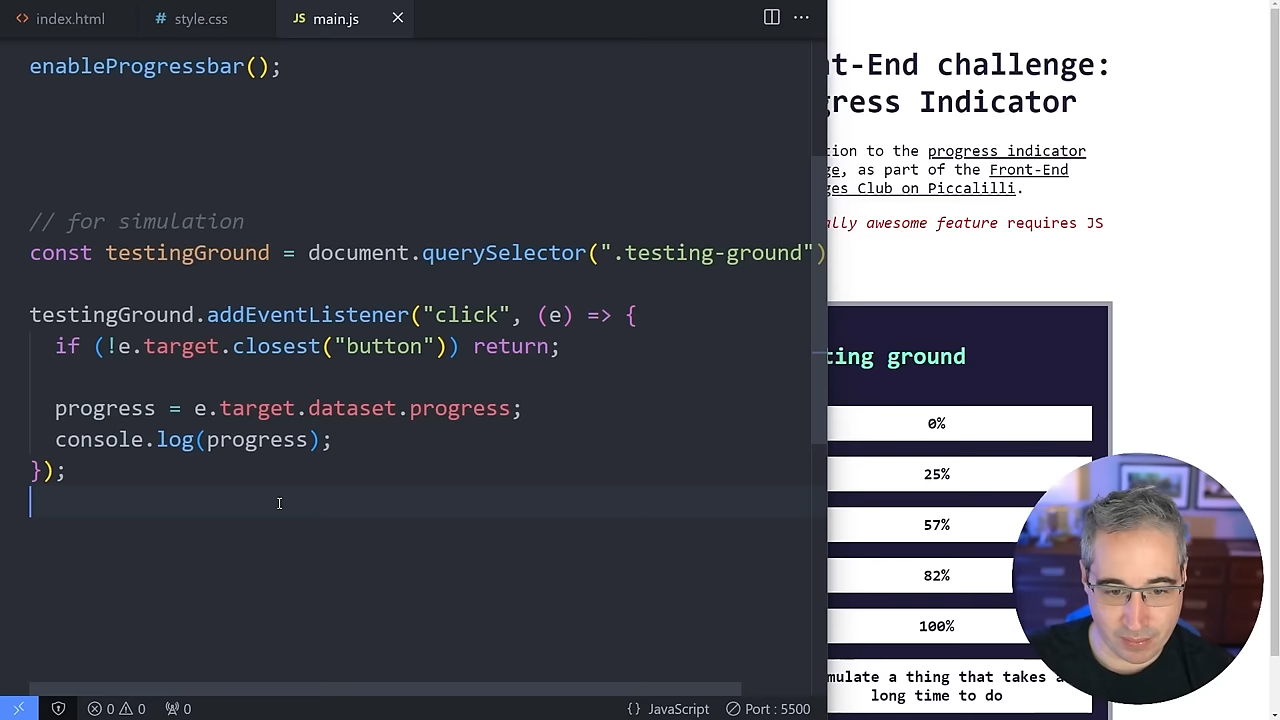 index.html
style.css
main.js
enableProgressbar();
// for simulation
const testingGround = document.querySelector(".testing-ground")
testingGround.addEventListener("click", (e) => {
if (!e.target.closest("button")) return;
progress = e.target.dataset.progress;
console.log(progress);
});
0
0
0
JavaScript
Port : 5500
nt-End challenge:
gress Indicator
tion to the progress indicator
ge, as part of the Front-End
ges Club on Piccalilli.
ally awesome feature requires JS
ting ground
0%
25%
57%
82%
100%
mulate a thing that takes a
long time to do